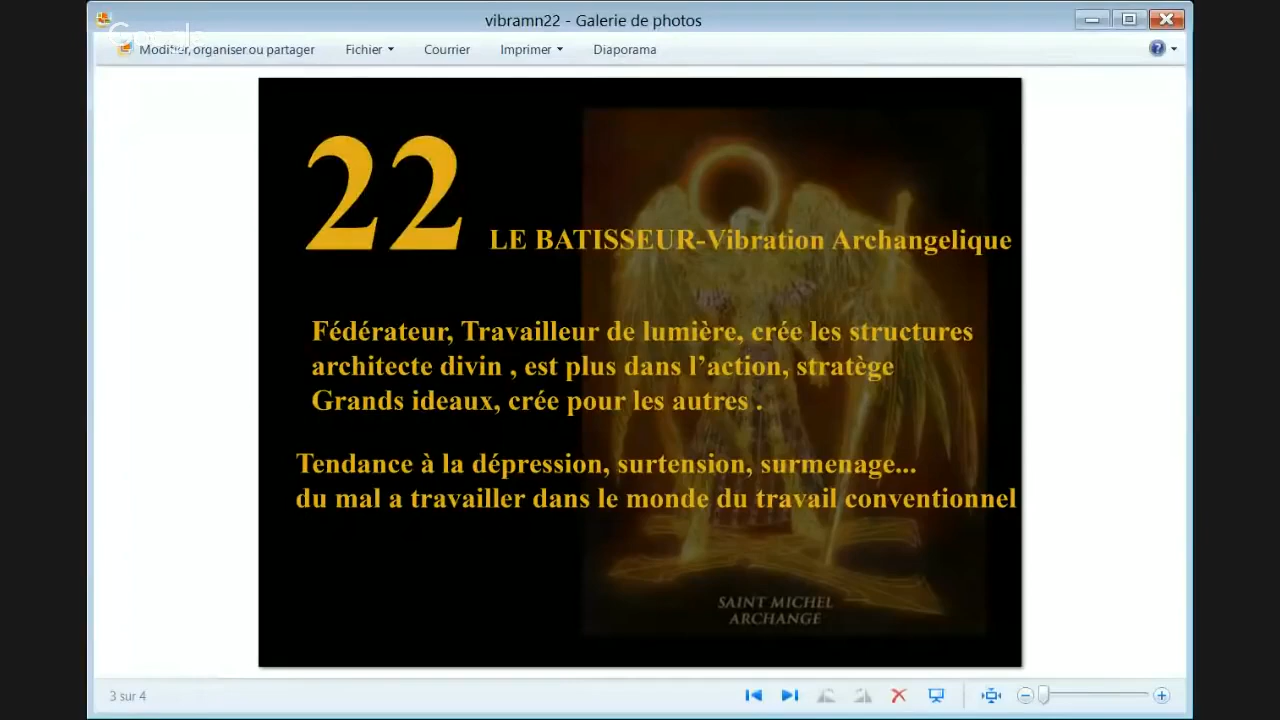 vibramn22 - Galerie de photos
Google
Modifier, organiser ou partager Fichier Courrier Imprimer Diaporama
22
LE BATISSEUR-Vibration Archangelique
Fédérateur, Travailleur de lumière, crée les structures
architecte divin , est plus dans l’action, stratège
Grands ideaux, crée pour les autres .
Tendance à la dépression, surtension, surmenage...
du mal a travailler dans le monde du travail conventionnel
SAINT MICHEL
ARCHANGE
3 sur 4